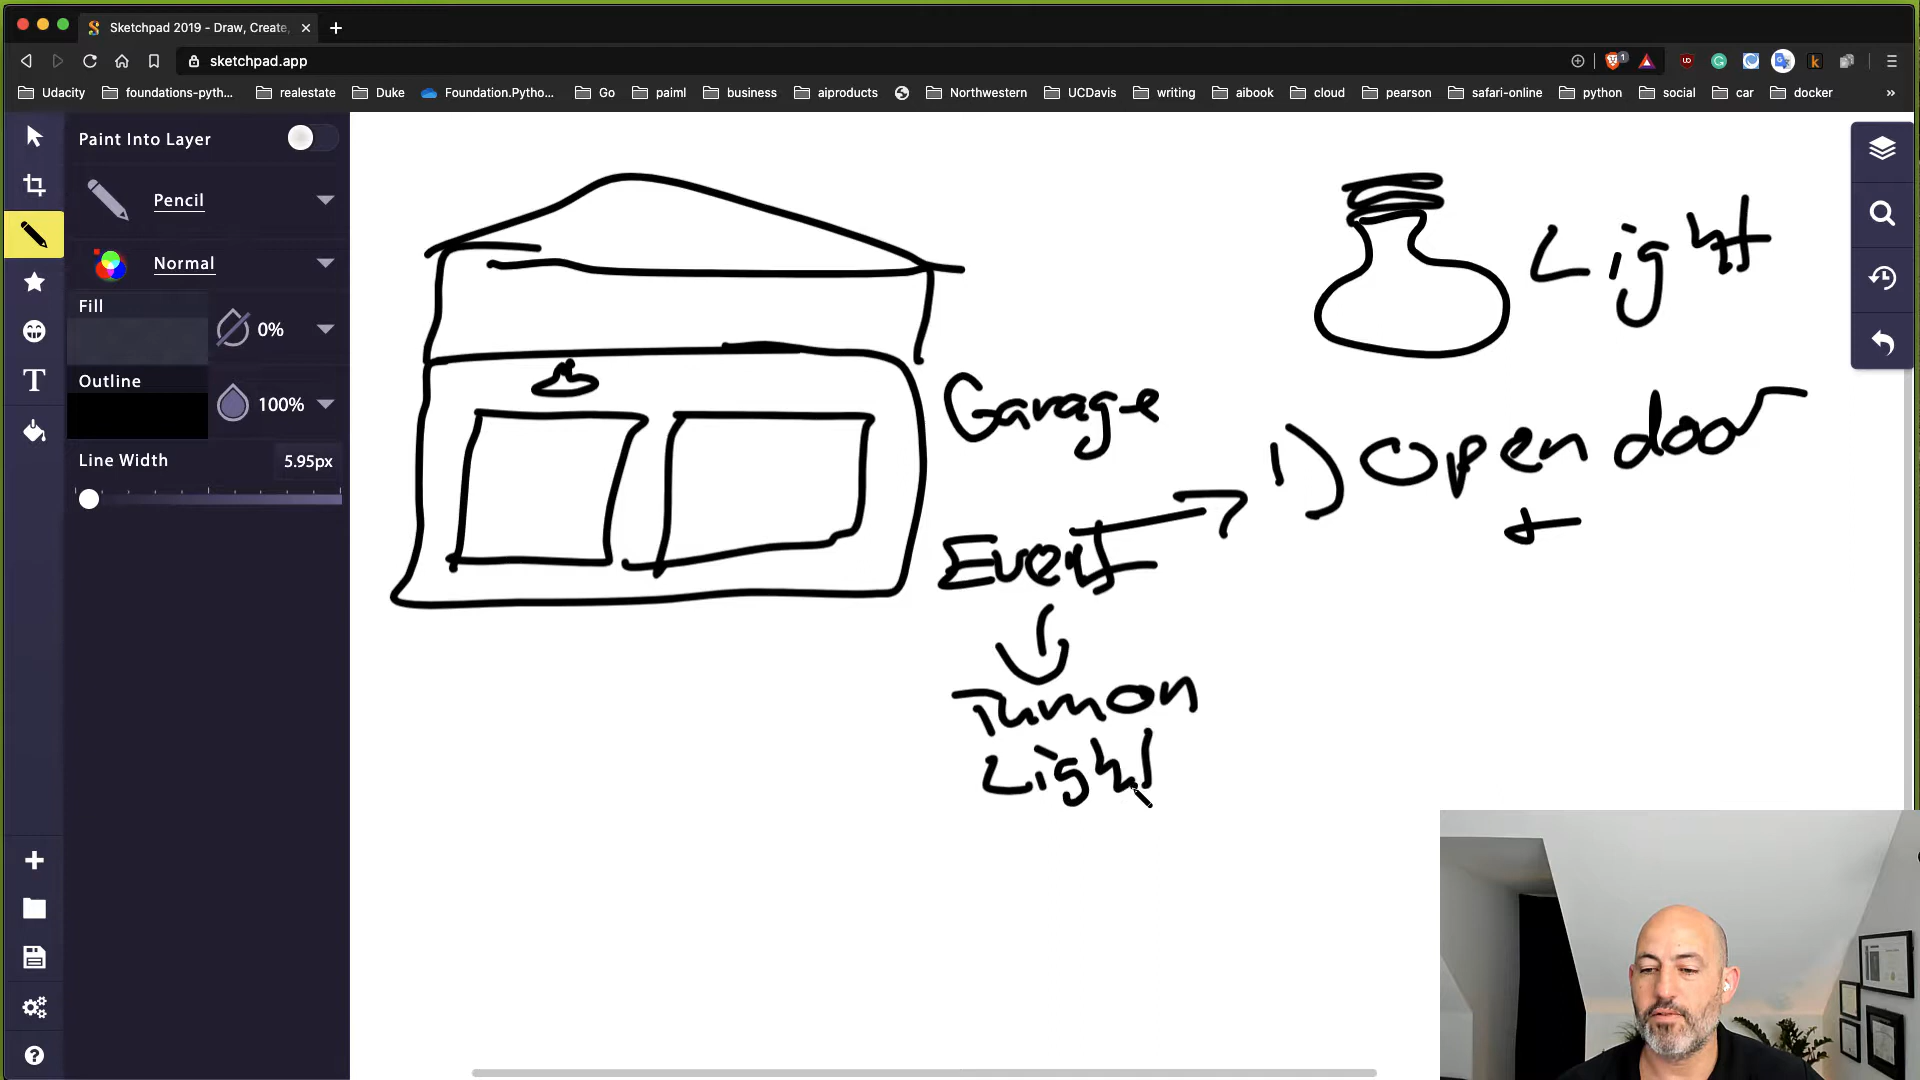 Sketchpad 2019 - Draw, Create,
sketchpad.app
1
Udacity foundations-pyth... realestate Duke Foundation.Pytho... Go paiml business aiproducts Northwestern UCDavis writing aibook cloud pearson safari-online python social car docker »
Paint Into Layer
Pencil
Normal
Fill
0%
Outline
100%
Line Width 5.95px
T
Light
Garage
1) Open door
+
Event
Turn on
Light